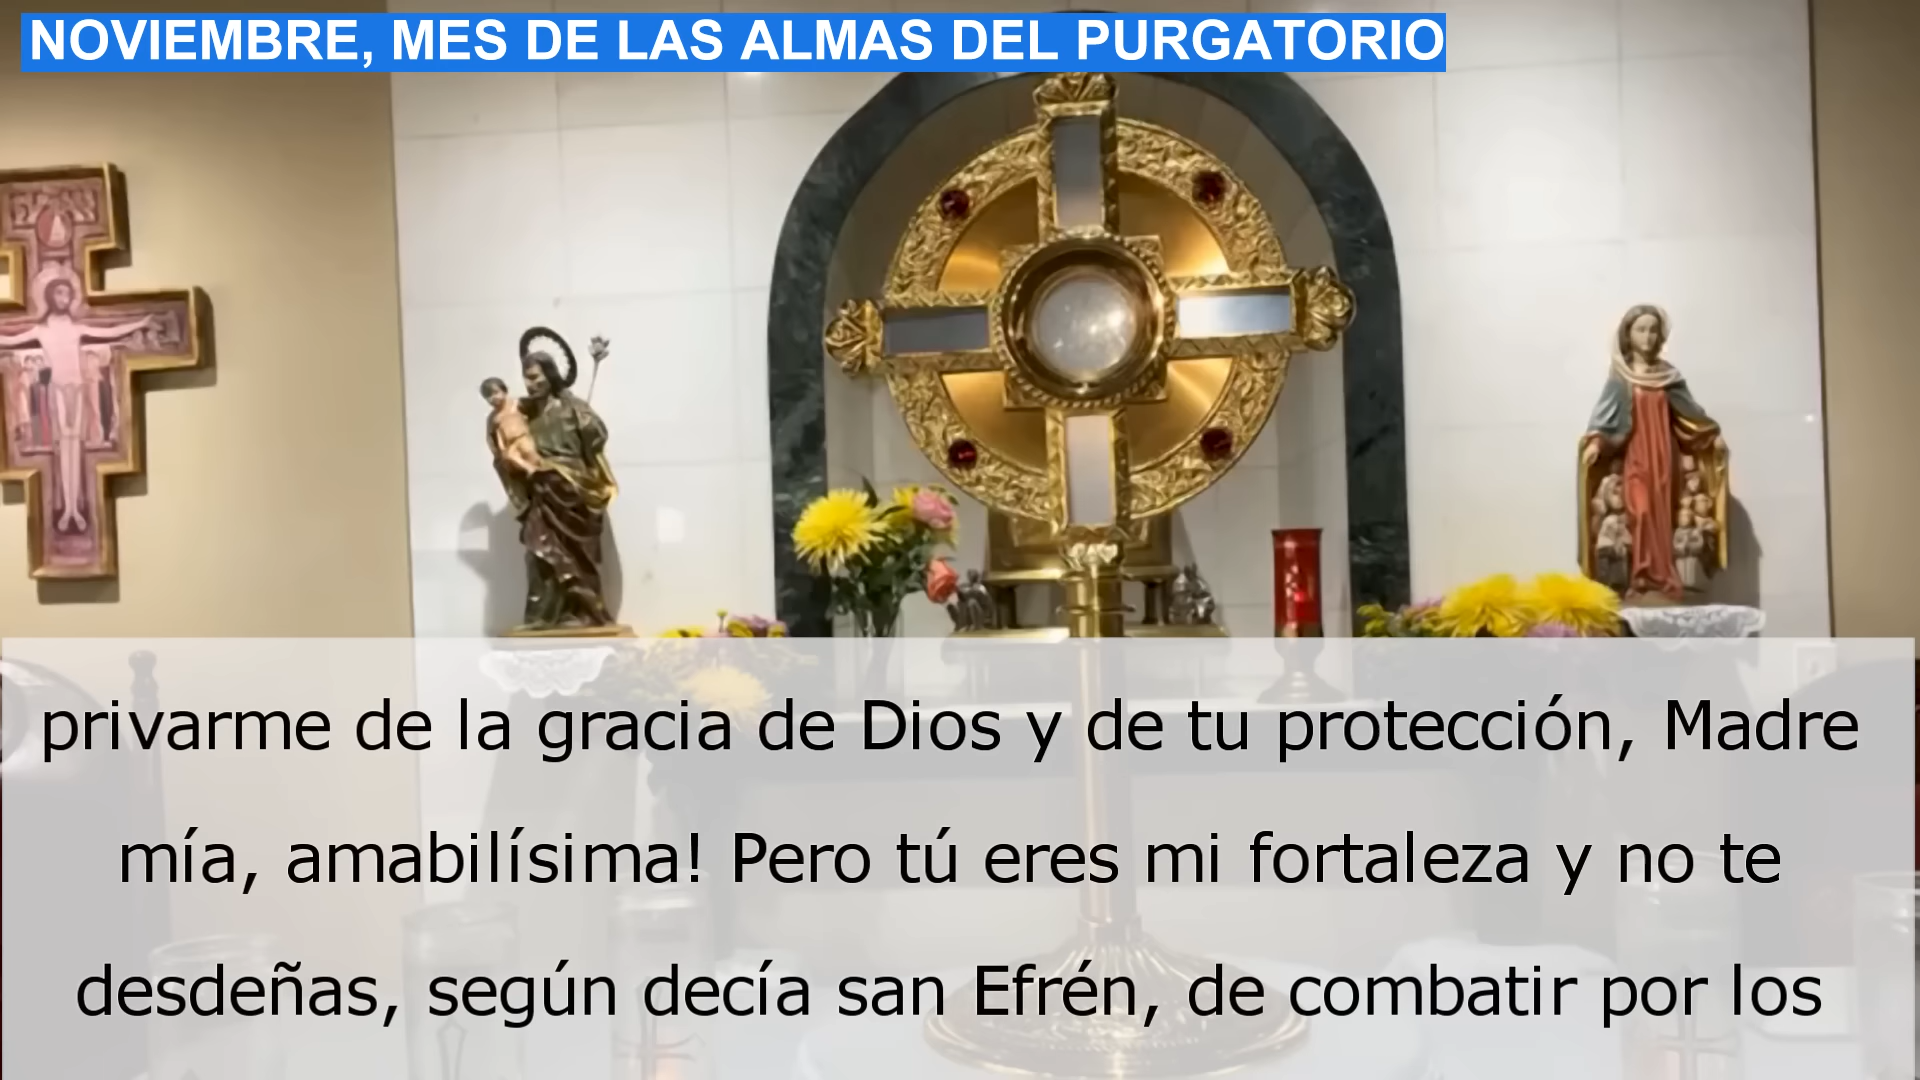 NOVIEMBRE, MES DE LAS ALMAS DEL PURGATORIO
privarme de la gracia de Dios y de tu protección, Madre
mía, amabilísima! Pero tú eres mi fortaleza y no te
desdeñas, según decía san Efrén, de combatir por los